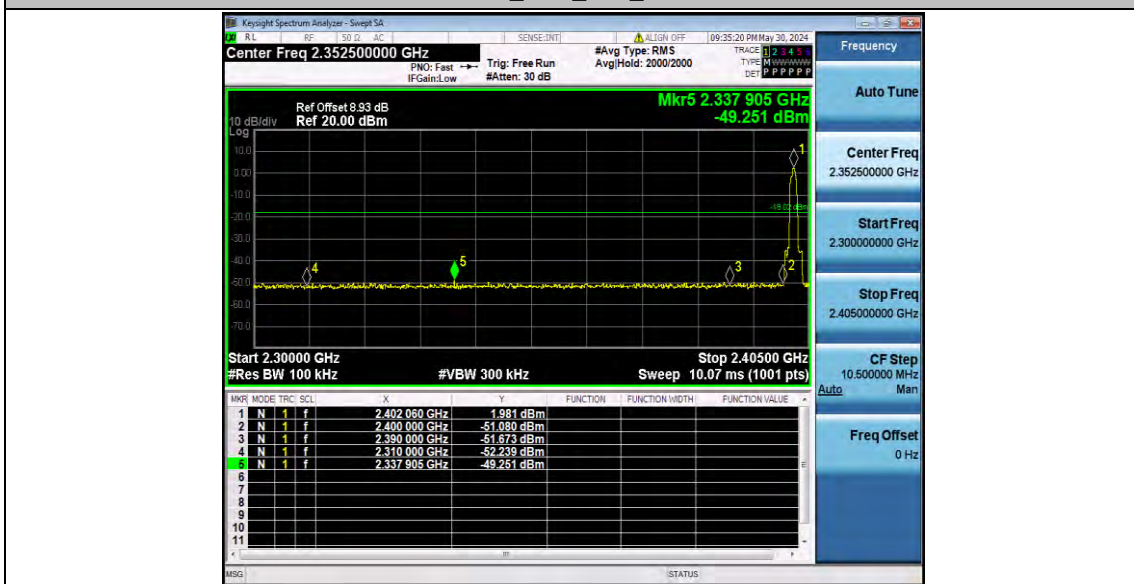 Keysight Spectrum Analyzer - Swept SA
LXI RL RF 50 Ω AC SENSE:INT ALIGN OFF 09:35:20 PM May 30, 2024
Center Freq 2.352500000 GHz
PNO: Fast
IFGain:Low
Trig: Free Run
#Atten: 30 dB
#Avg Type: RMS
Avg|Hold: 2000/2000
TRACE 1 2 3 4 5 6
TYPE M WWWWW
DET P P P P P P
Frequency
Auto Tune
Center Freq
2.352500000 GHz
Start Freq
2.300000000 GHz
Stop Freq
2.405000000 GHz
CF Step
10.500000 MHz
Auto Man
Freq Offset
0 Hz
Mkr5 2.337 905 GHz
-49.251 dBm
Ref Offset 8.93 dB
10 dB/div Ref 20.00 dBm
Log
10.0
0.00
-10.0
-20.0
-30.0
-40.0
-50.0
-60.0
-70.0
-18.02 dBm
1
2
3
4
5
Start 2.30000 GHz Stop 2.40500 GHz
#Res BW 100 kHz #VBW 300 kHz Sweep 10.07 ms (1001 pts)
MKR MODE TRC SCL X Y FUNCTION FUNCTION WIDTH FUNCTION VALUE
1 N 1 f 2.402 060 GHz 1.981 dBm
2 N 1 f 2.400 000 GHz -51.080 dBm
3 N 1 f 2.390 000 GHz -51.673 dBm
4 N 1 f 2.310 000 GHz -52.239 dBm
5 N 1 f 2.337 905 GHz -49.251 dBm
6
7
8
9
10
11
MSG STATUS